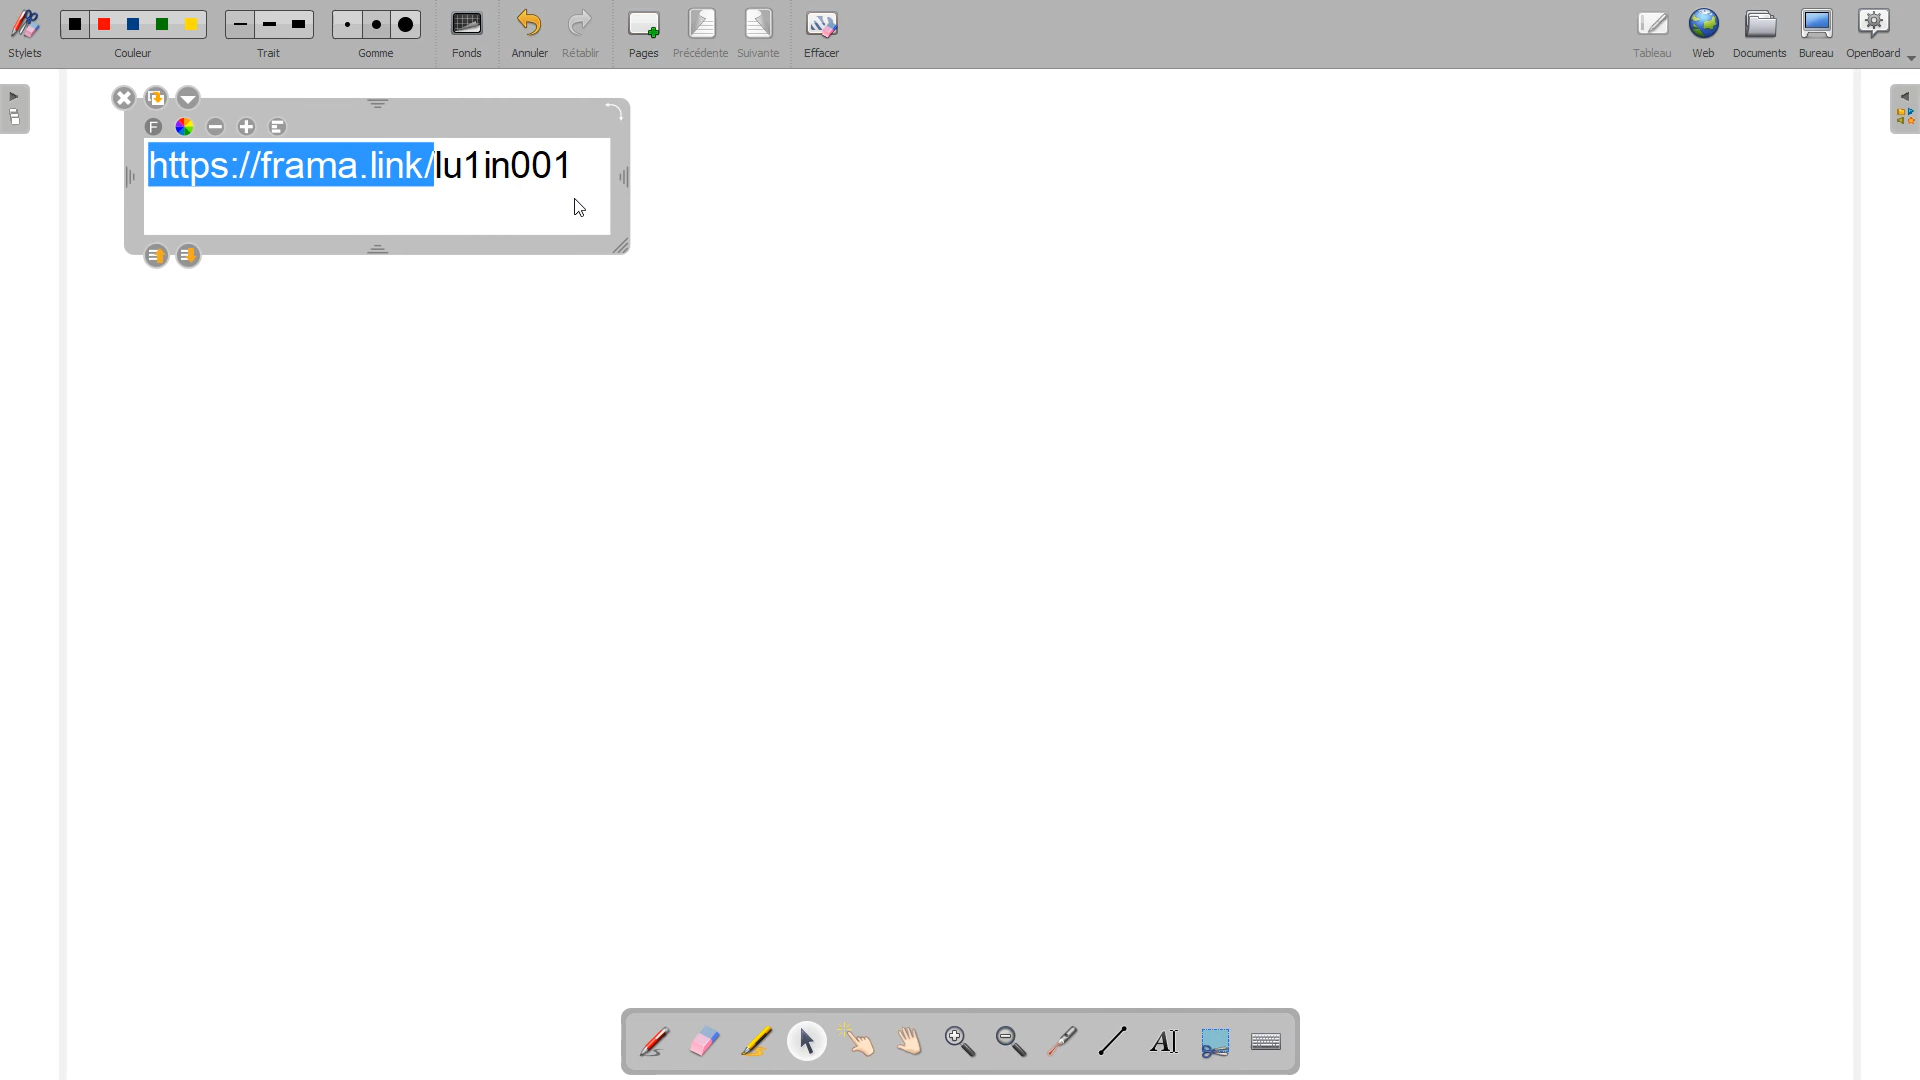 Stylets
Couleur
Trait
Gomme
Fonds
Annuler
Rétablir
Pages
Précédente
Suivante
Effacer
Tableau
Web
Documents
Bureau
OpenBoard
F
https://frama.link/lu1in001
AI